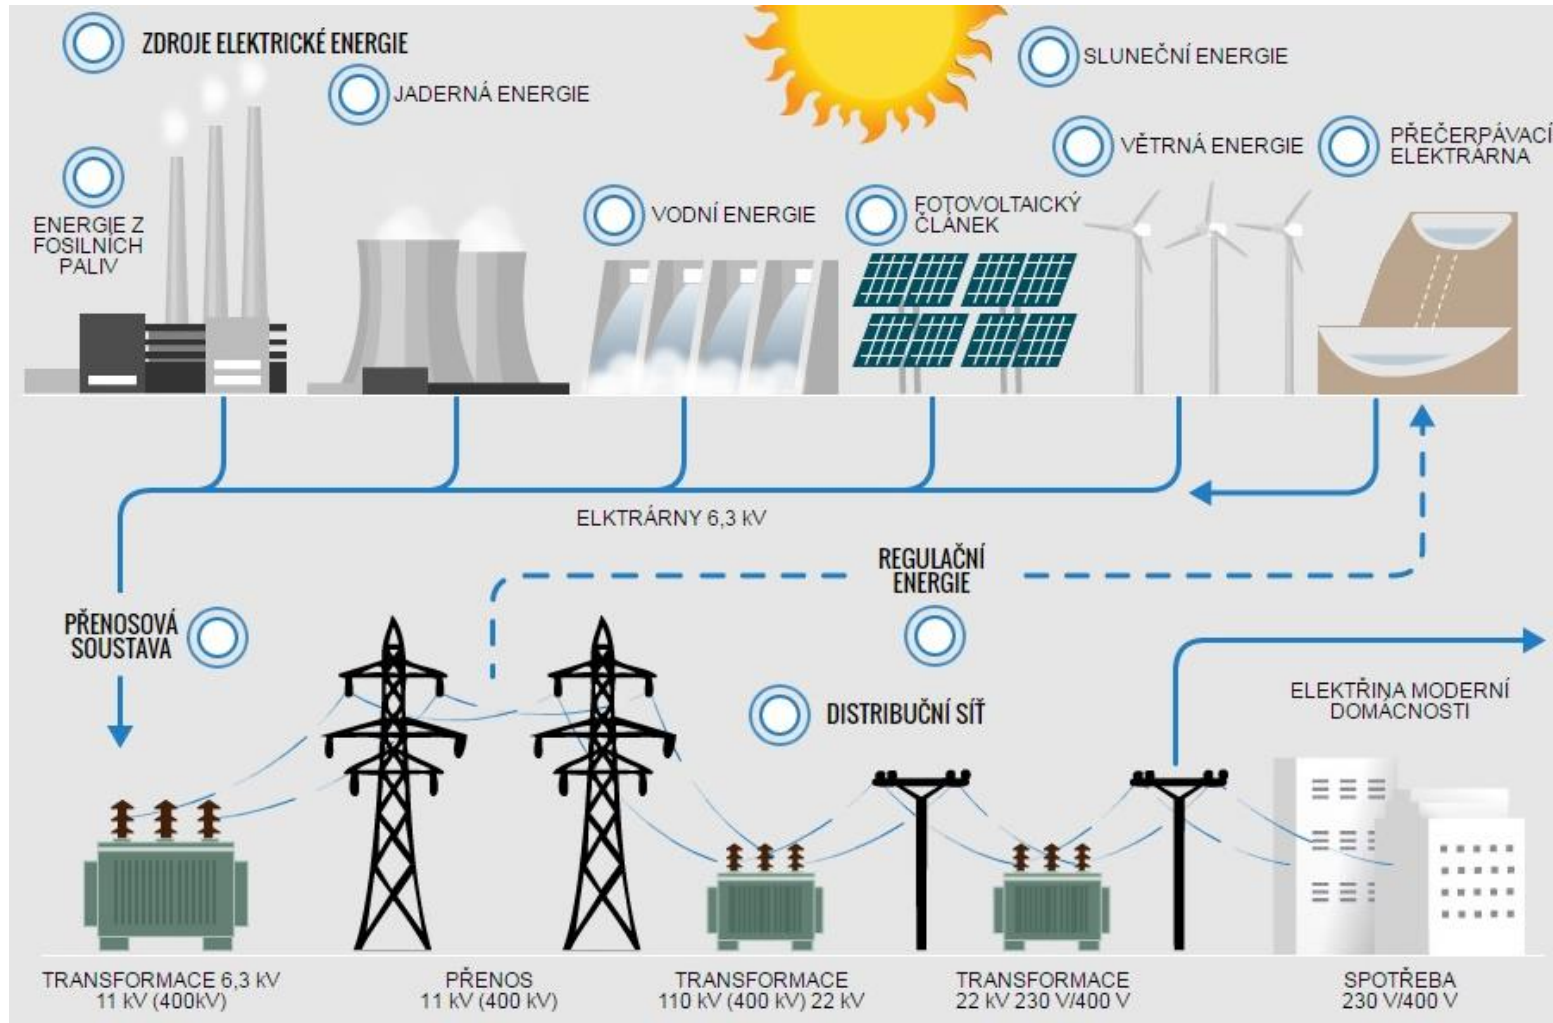 ZDROJE ELEKTRICKÉ ENERGIE
JADERNÁ ENERGIE
SLUNEČNÍ ENERGIE
VĚTRNÁ ENERGIE
PŘEČERPÁVACÍ
ELEKTRÁRNA
ENERGIE Z
FOSILNÍCH
PALIV
VODNÍ ENERGIE
FOTOVOLTAICKÝ
ČLÁNEK
ELKTRÁRNY 6,3 kV
REGULAČNÍ
ENERGIE
PŘENOSOVÁ
SOUSTAVA
DISTRIBUČNÍ SÍŤ
ELEKTŘINA MODERNÍ
DOMÁCNOSTI
TRANSFORMACE 6,3 kV
11 kV (400kV)
PŘENOS
11 kV (400 kV)
TRANSFORMACE
110 kV (400 kV) 22 kV
TRANSFORMACE
22 kV 230 V/400 V
SPOTŘEBA
230 V/400 V